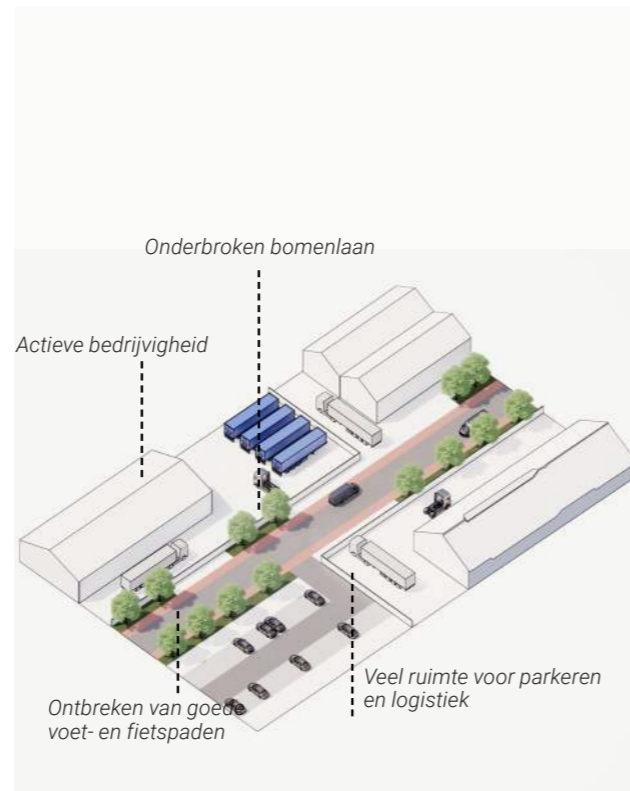 Onderbroken bomenlaan
Actieve bedrijvigheid
Veel ruimte voor parkeren
en logistiek
Ontbreken van goede
voet- en fietspaden